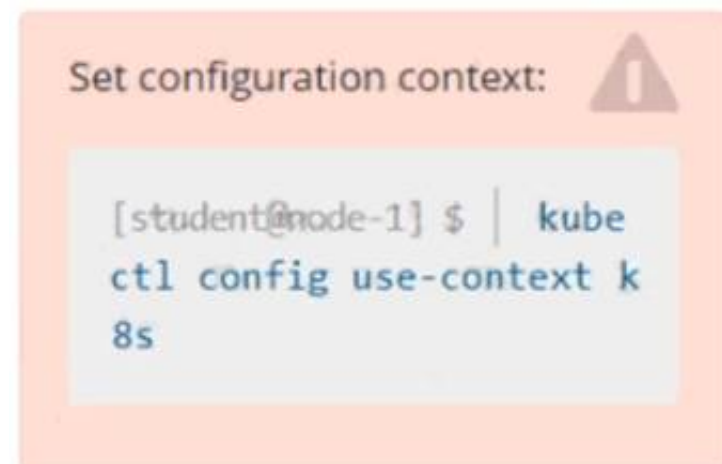 Set configuration context:
[student@node-1] $ | kube
ctl config use-context k
8s